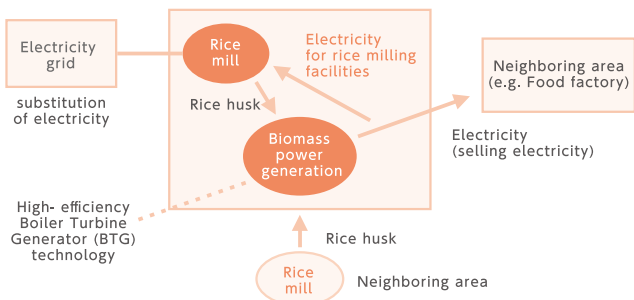 Electricity
grid
substitution
of electricity
Rice
mill
Electricity
for rice milling
facilities
Rice husk
Biomass
power
generation
Neighboring area
(e.g. Food factory)
Electricity
(selling electricity)
High- efficiency
Boiler Turbine
Generator (BTG)
technology
Rice husk
Rice
mill
Neighboring area